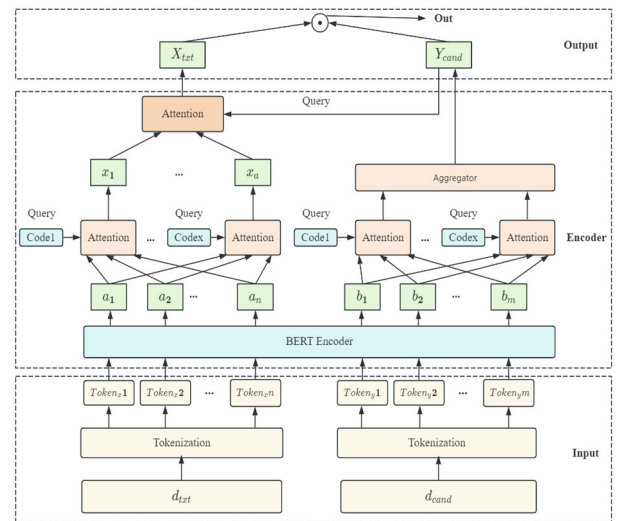 Out
Output
X_txt
Y_cand
Query
Attention
x_1
...
x_a
Aggregator
Query
Query
Query
Query
Code1
Attention
...
Codex
Attention
Code1
Attention
...
Codex
Attention
Encoder
a_1
a_2
...
a_n
b_1
b_2
...
b_m
BERT Encoder
Token_x1
Token_x2
...
Token_xn
Token_y1
Token_y2
...
Token_ym
Tokenization
Tokenization
Input
d_txt
d_cand